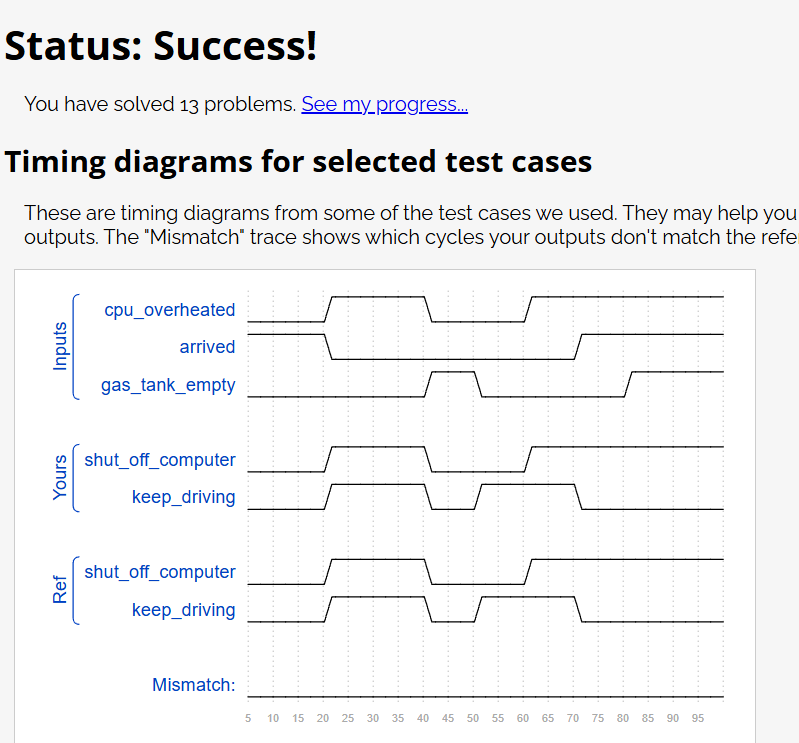 Status: Success!
You have solved 13 problems. See my progress...
Timing diagrams for selected test cases
These are timing diagrams from some of the test cases we used. They may help you
outputs. The "Mismatch" trace shows which cycles your outputs don't match the refe
Inputs
cpu_overheated
arrived
gas_tank_empty
Yours
shut_off_computer
keep_driving
Ref
shut_off_computer
keep_driving
Mismatch:
5 10 15 20 25 30 35 40 45 50 55 60 65 70 75 80 85 90 95